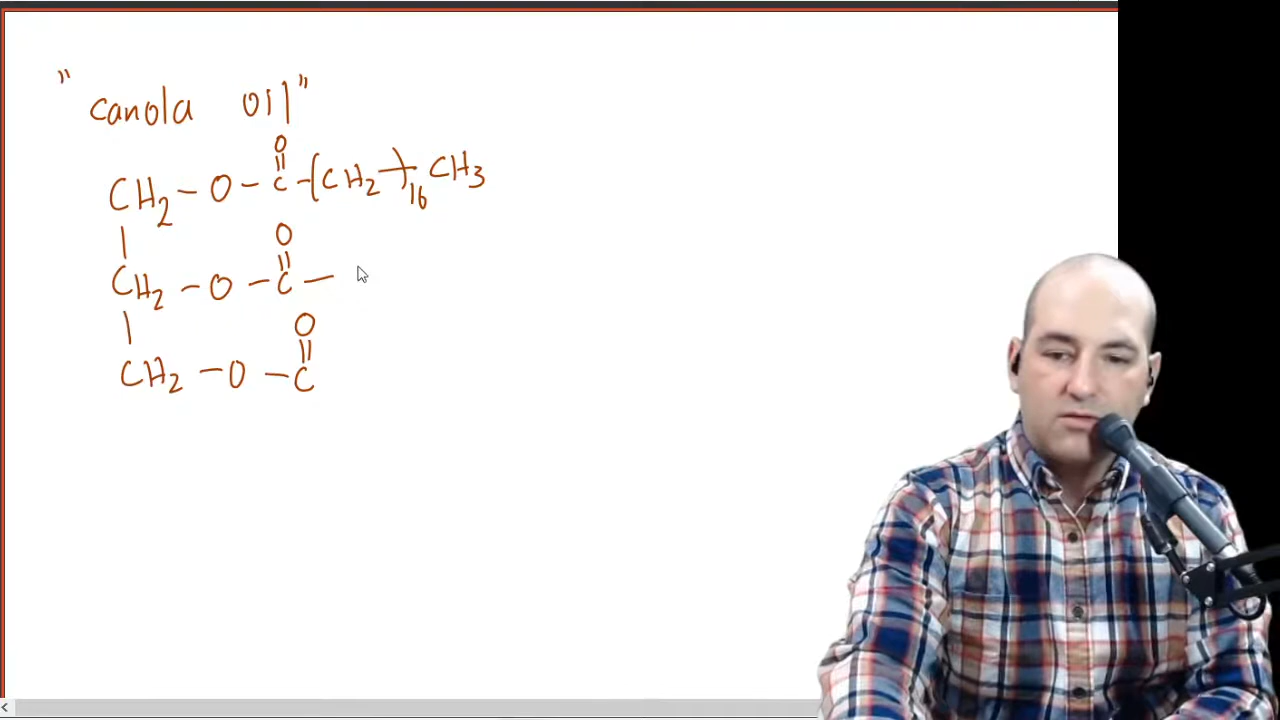 "canola oil"
O
CH2 - O - C - (CH2)16 CH3
O
CH2 - O - C -
O
CH2 - O - C